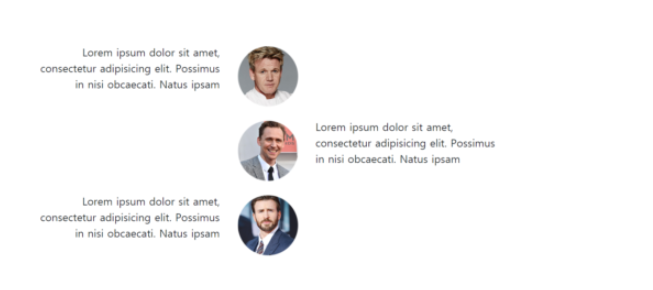 Lorem ipsum dolor sit amet,
consectetur adipisicing elit. Possimus
in nisi obcaecati. Natus ipsam
Lorem ipsum dolor sit amet,
consectetur adipisicing elit. Possimus
in nisi obcaecati. Natus ipsam
Lorem ipsum dolor sit amet,
consectetur adipisicing elit. Possimus
in nisi obcaecati. Natus ipsam